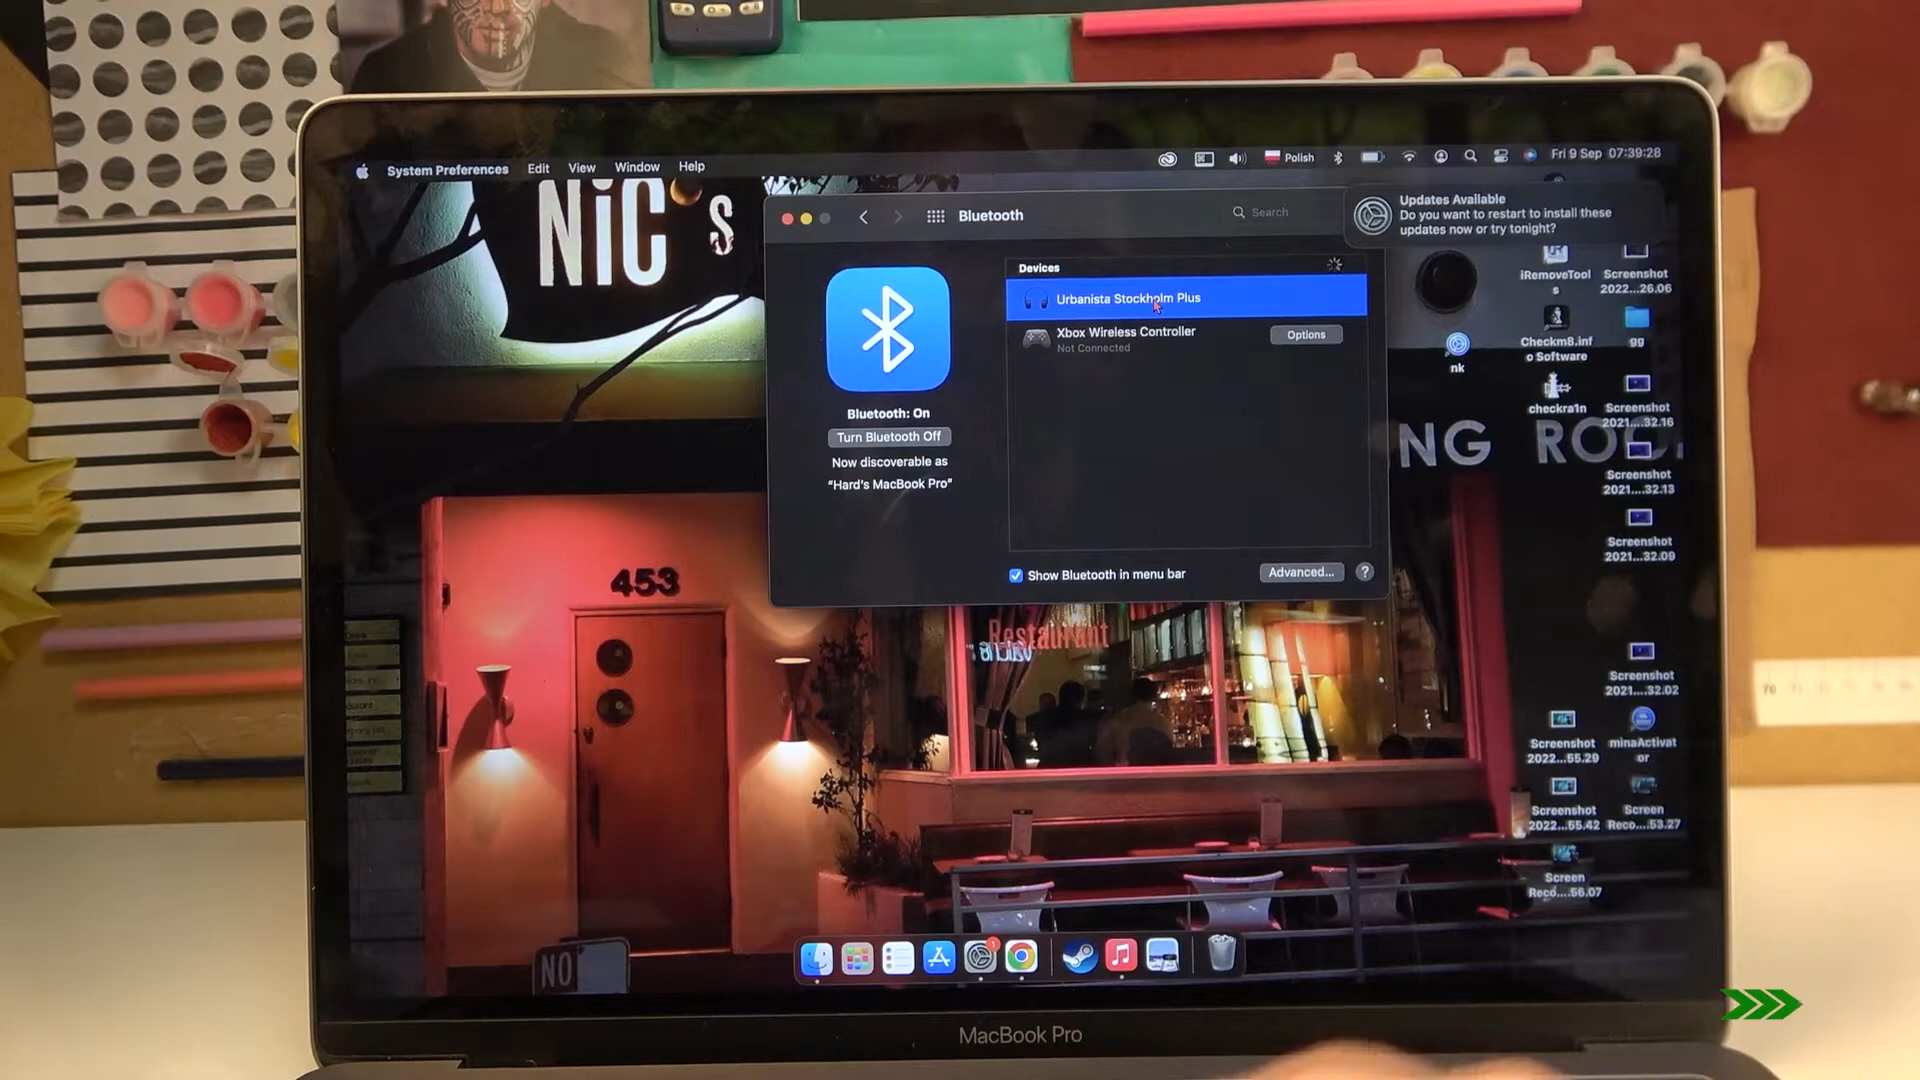 System Preferences Edit View Window Help
Polish
Fri 9 Sep 07:39:28
NiC's
Bluetooth
Search
Updates Available
Do you want to restart to install these
updates now or try tonight?
Devices
Urbanista Stockholm Plus
Xbox Wireless Controller
Not Connected
Options
Bluetooth: On
Turn Bluetooth Off
Now discoverable as
“Hard's MacBook Pro”
Show Bluetooth in menu bar
Advanced...
?
iRemoveTool
s
Screenshot
2022...26.06
Checkm8.inf
o Software
gg
nk
checkra1n
Screenshot
2021....32.16
Screenshot
2021....32.13
Screenshot
2021...32.09
Screenshot
2021....32.02
Screenshot
2022...55.29
minaActivat
or
Screenshot
2022...55.42
Screen
Reco....53.27
Screen
Reco....56.07
NG ROO
453
Restaurant
NO
1
MacBook Pro